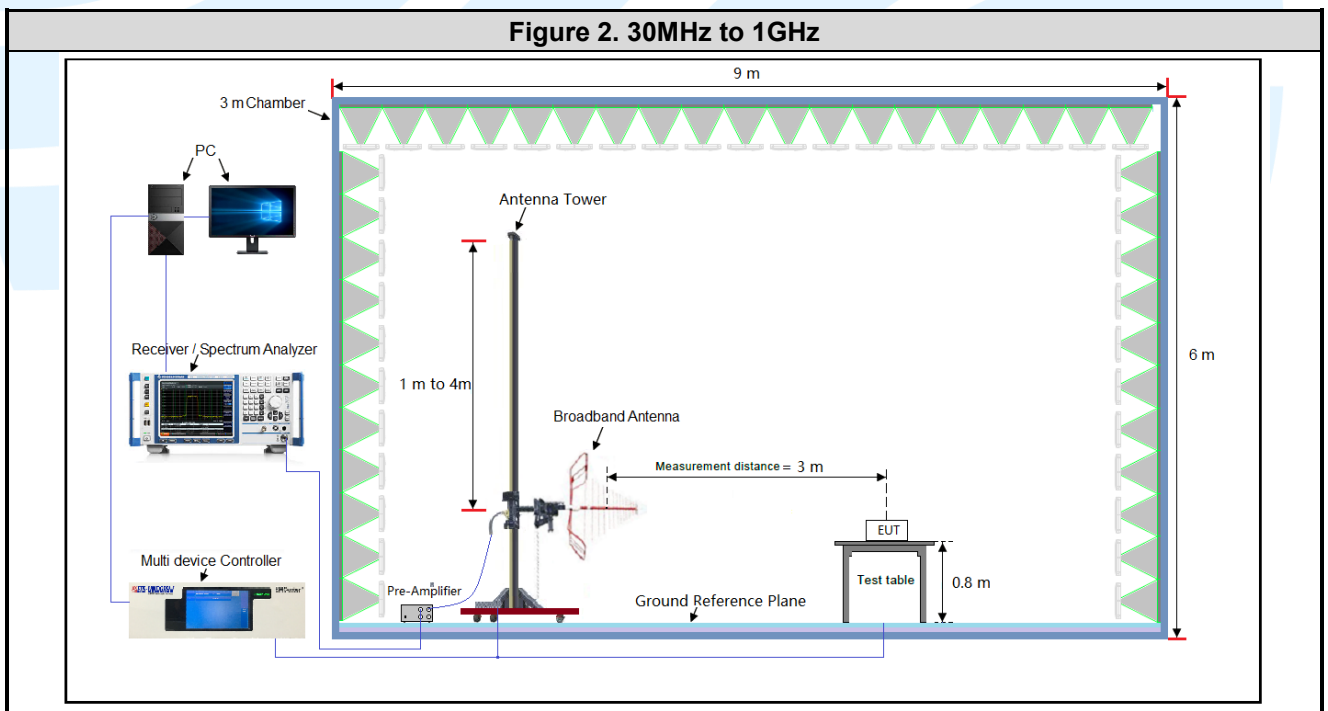 Figure 2. 30MHz to 1GHz
9 m
3 m Chamber
PC
Antenna Tower
Receiver / Spectrum Analyzer
1 m to 4m
6 m
Broadband Antenna
Measurement distance = 3 m
EUT
Multi device Controller
Test table
0.8 m
Pre-Amplifier
Ground Reference Plane